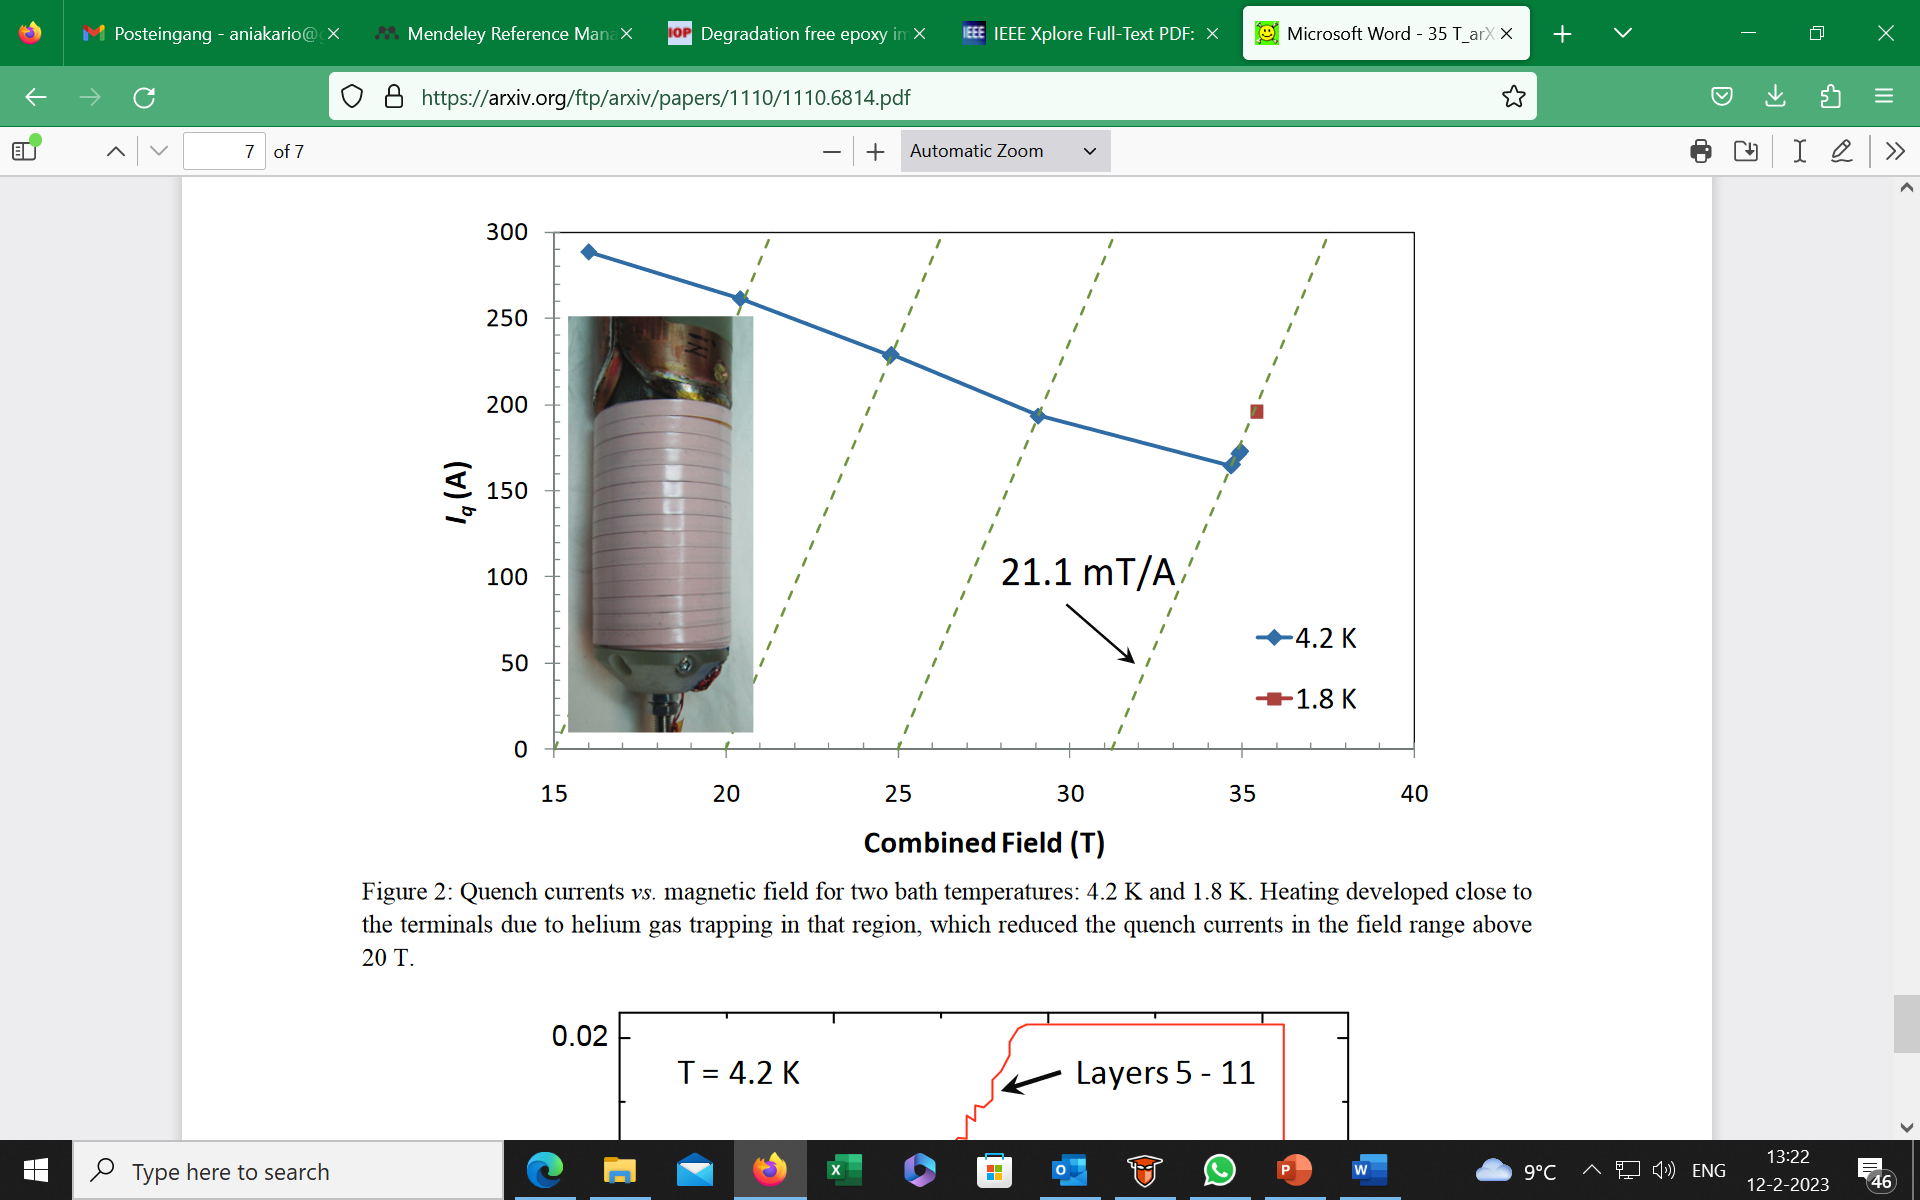 Posteingang - aniakario@
Mendeley Reference Mana
IOP Degradation free epoxy im
IEEE IEEE Xplore Full-Text PDF:
Microsoft Word - 35 T_arX
https://arxiv.org/ftp/arxiv/papers/1110/1110.6814.pdf
7 of 7
Automatic Zoom
300
250
200
150
100
50
0
Iq (A)
21.1 mT/A
4.2 K
1.8 K
15 20 25 30 35 40
Combined Field (T)
Figure 2: Quench currents vs. magnetic field for two bath temperatures: 4.2 K and 1.8 K. Heating developed close to
the terminals due to helium gas trapping in that region, which reduced the quench currents in the field range above
20 T.
0.02
T = 4.2 K
Layers 5 - 11
Type here to search
9°C
ENG
13:22
12-2-2023
46